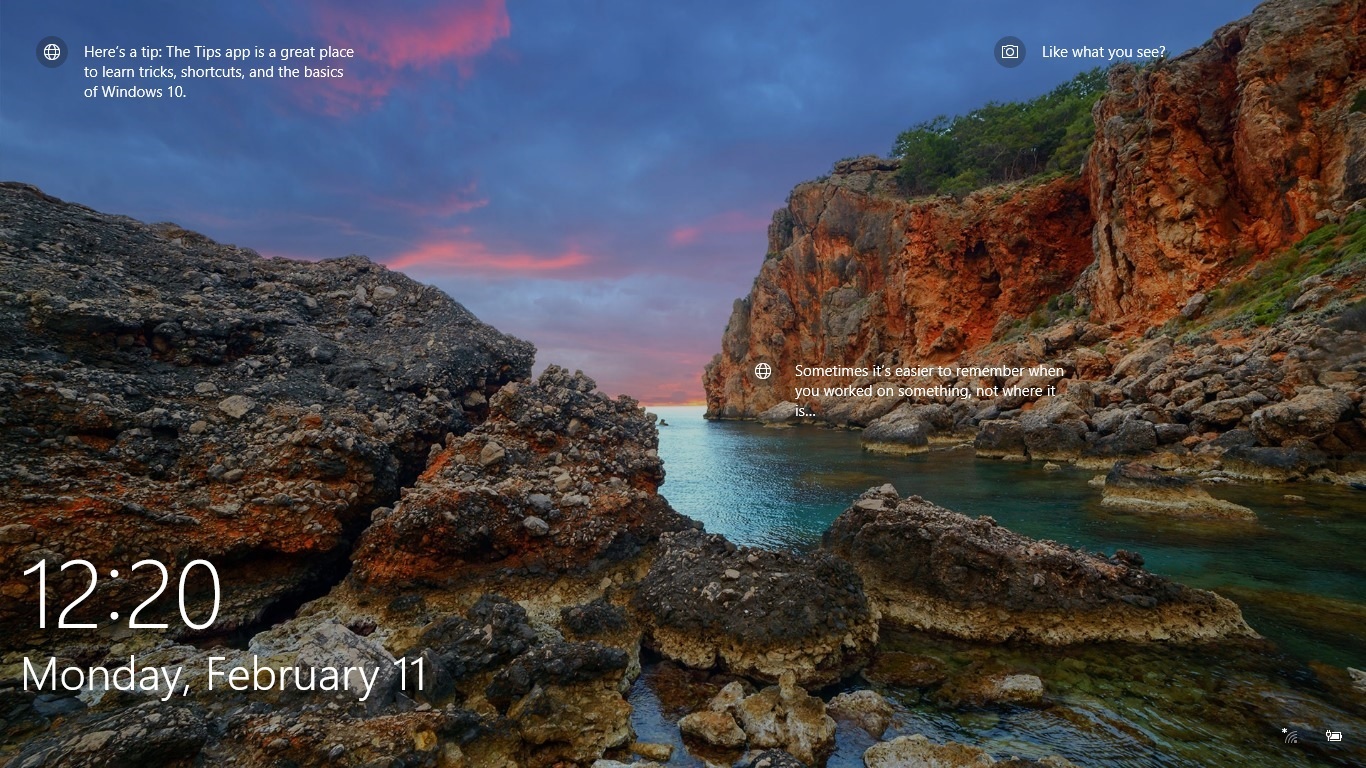 Here's a tip: The Tips app is a great place
to learn tricks, shortcuts, and the basics
of Windows 10.
Like what you see?
Sometimes it's easier to remember when
you worked on something, not where it
is...
12:20
Monday, February 11